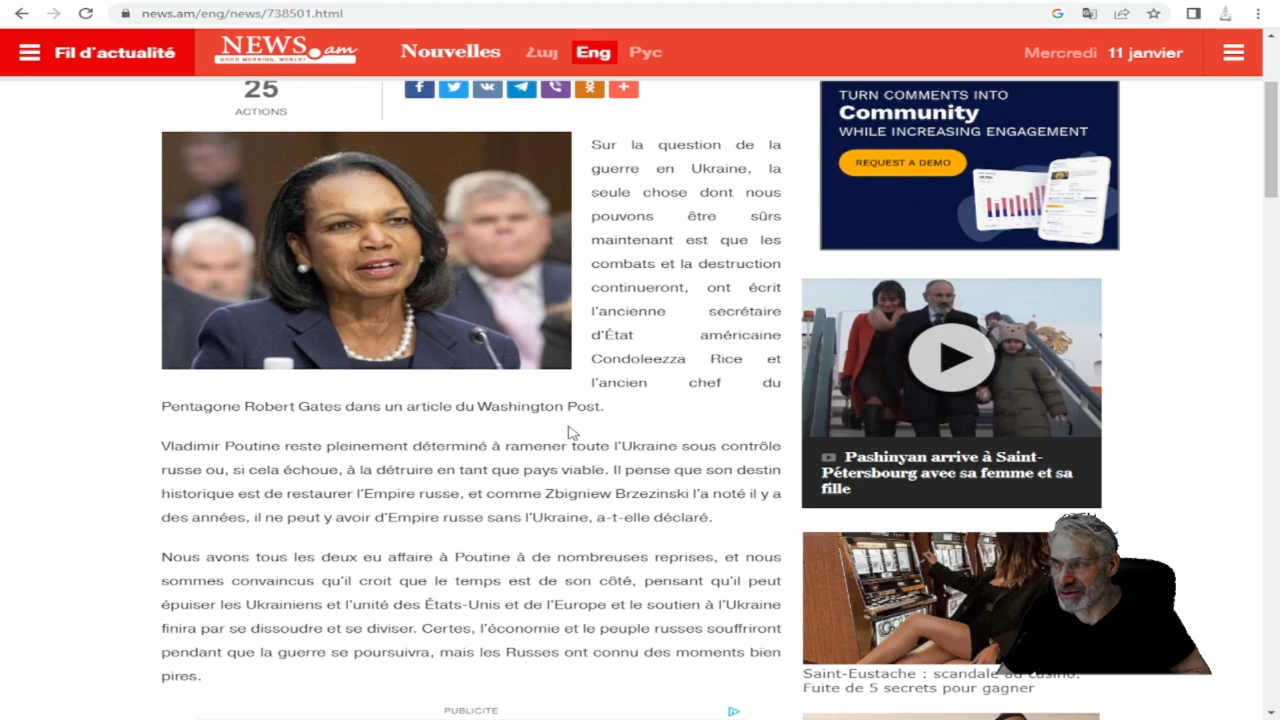 news.am/eng/news/738501.html
Fil d'actualité
NEWS.am
GOOD MORNING, WORLD!
Nouvelles
Հայ
Eng
Рус
Mercredi 11 janvier
25
ACTIONS
Sur la question de la
guerre en Ukraine, la
seule chose dont nous
pouvons être sûrs
maintenant est que les
combats et la destruction
continueront, ont écrit
l'ancienne secrétaire
d'État américaine
Condoleezza Rice et
l'ancien chef du
Pentagone Robert Gates dans un article du Washington Post.
Vladimir Poutine reste pleinement déterminé à ramener toute l'Ukraine sous contrôle
russe ou, si cela échoue, à la détruire en tant que pays viable. Il pense que son destin
historique est de restaurer l'Empire russe, et comme Zbigniew Brzezinski l'a noté il y a
des années, il ne peut y avoir d'Empire russe sans l'Ukraine, a-t-elle déclaré.
Nous avons tous les deux eu affaire à Poutine à de nombreuses reprises, et nous
sommes convaincus qu'il croit que le temps est de son côté, pensant qu'il peut
épuiser les Ukrainiens et l'unité des États-Unis et de l'Europe et le soutien à l'Ukraine
finira par se dissoudre et se diviser. Certes, l'économie et le peuple russes souffriront
pendant que la guerre se poursuivra, mais les Russes ont connu des moments bien
pires.
PUBLICITE
TURN COMMENTS INTO
Community
WHILE INCREASING ENGAGEMENT
REQUEST A DEMO
Pashinyan arrive à Saint-
Pétersbourg avec sa femme et sa
fille
Saint-Eustache : scandale au casino.
Fuite de 5 secrets pour gagner